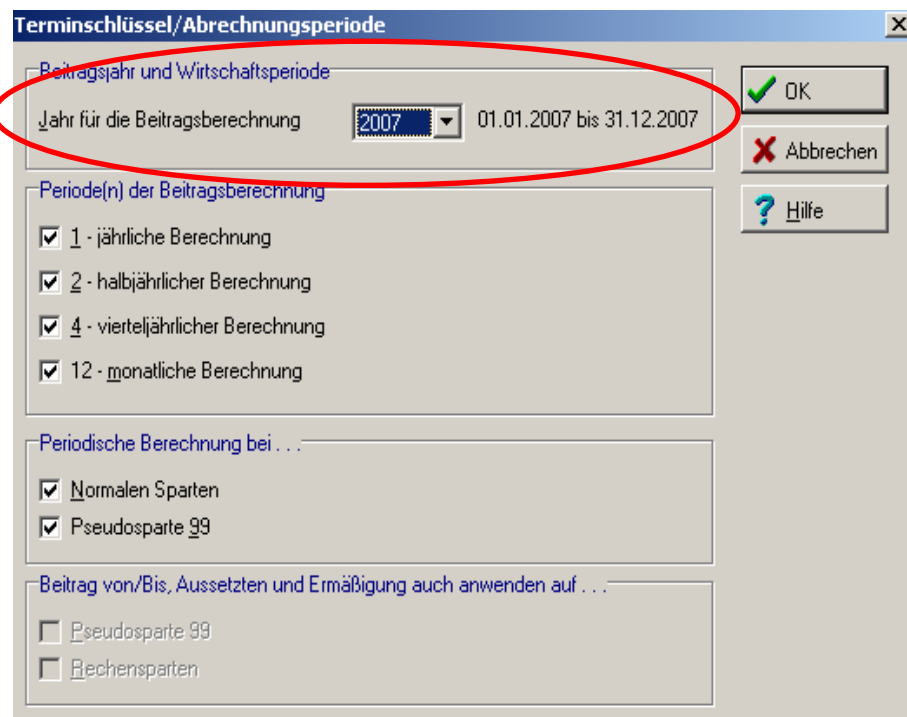 Terminschlüssel/Abrechnungsperiode
Beitragsjahr und Wirtschaftsperiode
Jahr für die Beitragsberechnung 2007 01.01.2007 bis 31.12.2007
OK
Abbrechen
Hilfe
Periode(n) der Beitragsberechnung
1 - jährliche Berechnung
2 - halbjährlicher Berechnung
4 - vierteljährlicher Berechnung
12 - monatliche Berechnung
Periodische Berechnung bei . . .
Normalen Sparten
Pseudosparte 99
Beitrag von/Bis, Aussetzten und Ermäßigung auch anwenden auf . . .
Pseudosparte 99
Rechensparten